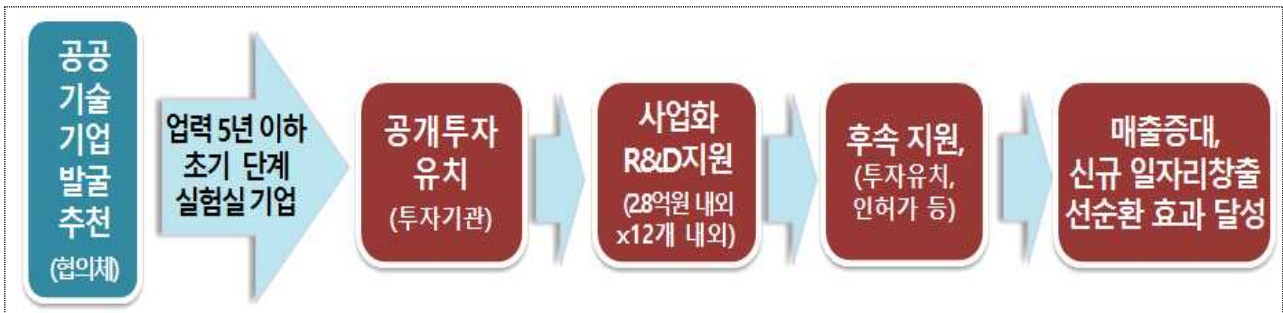 공공
기술
기업
발굴
추천
(협의체)
업력 5년 이하
초기 단계
실험실 기업
공개투자
유치
(투자기관)
사업화
R&D지원
(2.8억원 내외
x12개 내외)
후속 지원,
(투자유치,
인허가 등)
매출증대,
신규 일자리창출
선순환 효과 달성